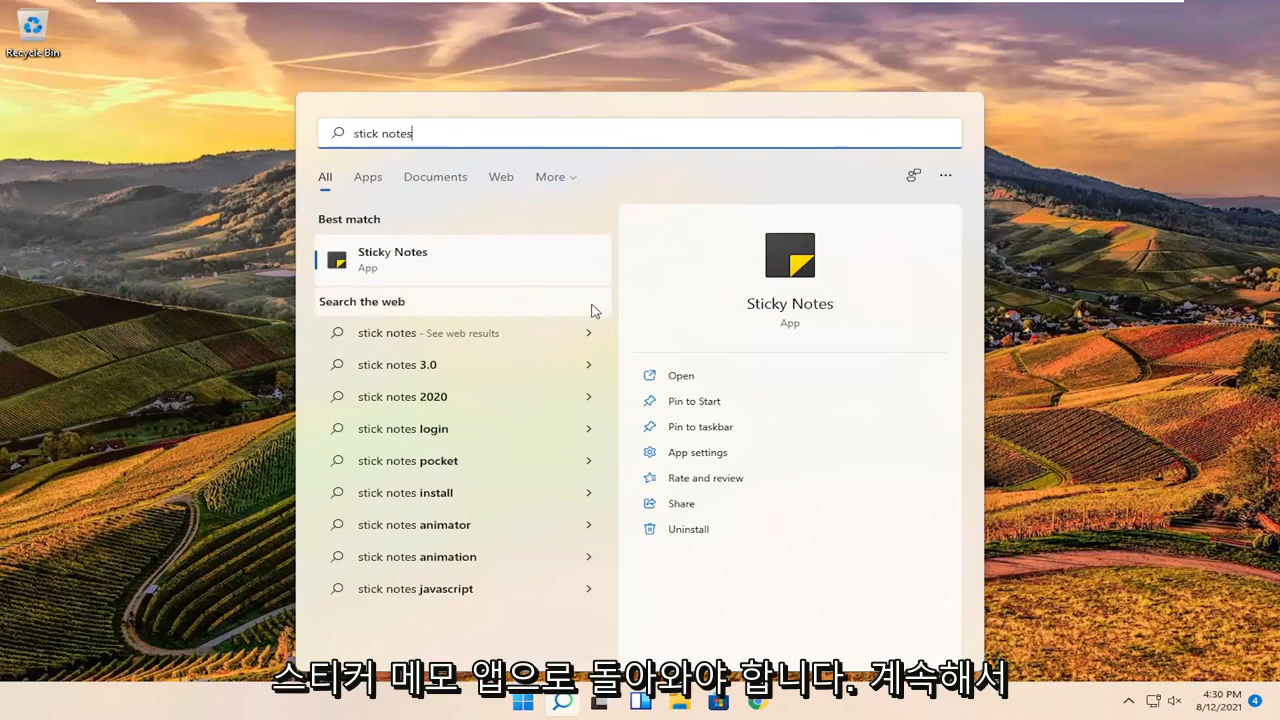 Recycle Bin
stick notes
All Apps Documents Web More
Best match
Sticky Notes
App
Search the web
stick notes - See web results
stick notes 3.0
stick notes 2020
stick notes login
stick notes pocket
stick notes install
stick notes animator
stick notes animation
stick notes javascript
Sticky Notes
App
Open
Pin to Start
Pin to taskbar
App settings
Rate and review
Share
Uninstall
스티커 메모 앱으로 돌아와야 합니다. 계속해서
4:30 PM
8/12/2021
4